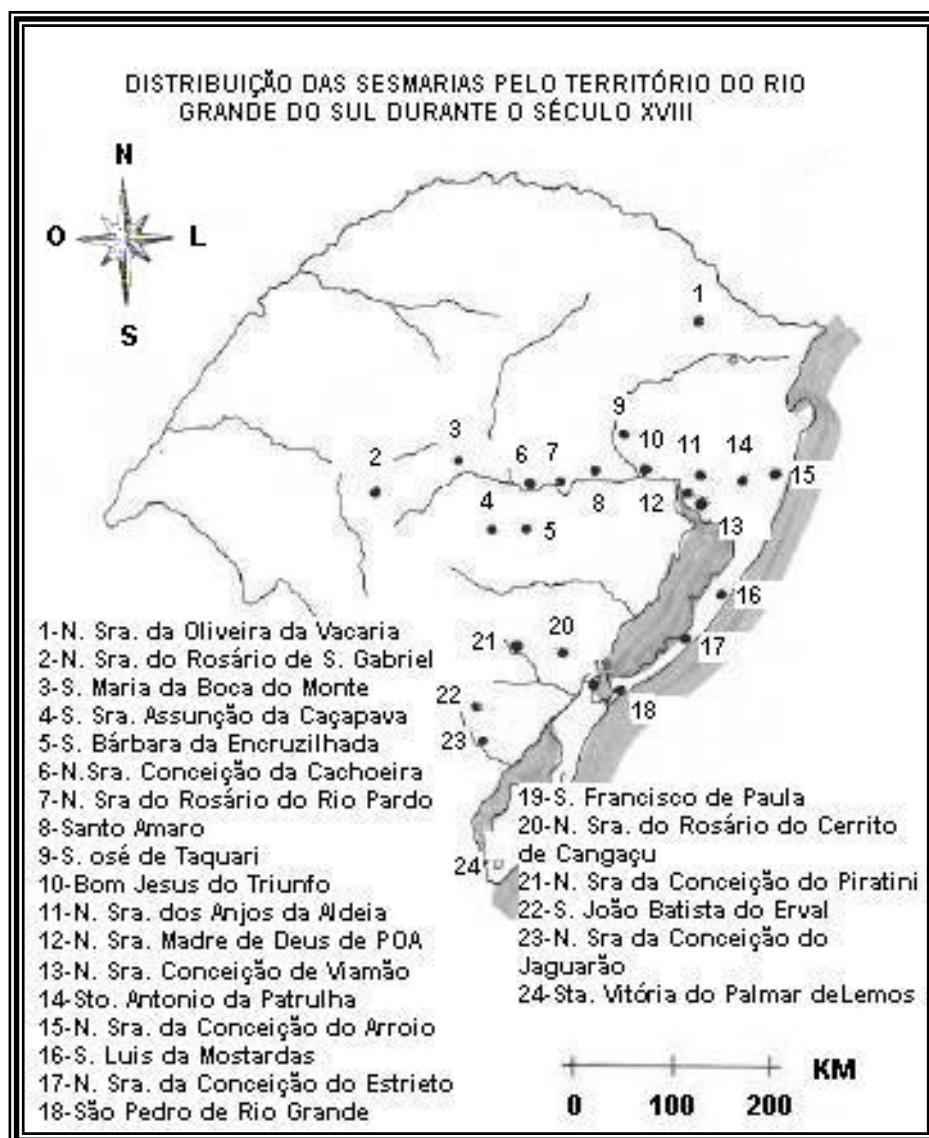 DISTRIBUIÇÃO DAS SESMARIAS PELO TERRITÓRIO DO RIO
GRANDE DO SUL DURANTE O SÉCULO XVIII
N
O L
S
1
9
3
10
11
14
2
6
7
15
8
12
4
5
13
16
20
21
17
22
18
23
24
1-N. Sra. da Oliveira da Vacaria
2-N. Sra. do Rosário de S. Gabriel
3-S. Maria da Boca do Monte
4-S. Sra. Assunção da Caçapava
5-S. Bárbara da Encruzilhada
6-N.Sra. Conceição da Cachoeira
7-N. Sra do Rosário do Rio Pardo
8-Santo Amaro
9-S. osé de Taquari
10-Bom Jesus do Triunfo
11-N. Sra. dos Anjos da Aldeia
12-N. Sra. Madre de Deus de POA
13-N. Sra. Conceição de Viamão
14-Sto. Antonio da Patrulha
15-N. Sra. da Conceição do Arroio
16-S. Luis da Mostardas
17-N. Sra. da Conceição do Estrieto
18-São Pedro de Rio Grande
19-S. Francisco de Paula
20-N. Sra. do Rosário do Cerrito
de Cangaçu
21-N. Sra da Conceição do Piratini
22-S. João Batista do Erval
23-N. Sra da Conceição do
Jaguarão
24-Sta. Vitória do Palmar deLemos
KM
0 100 200